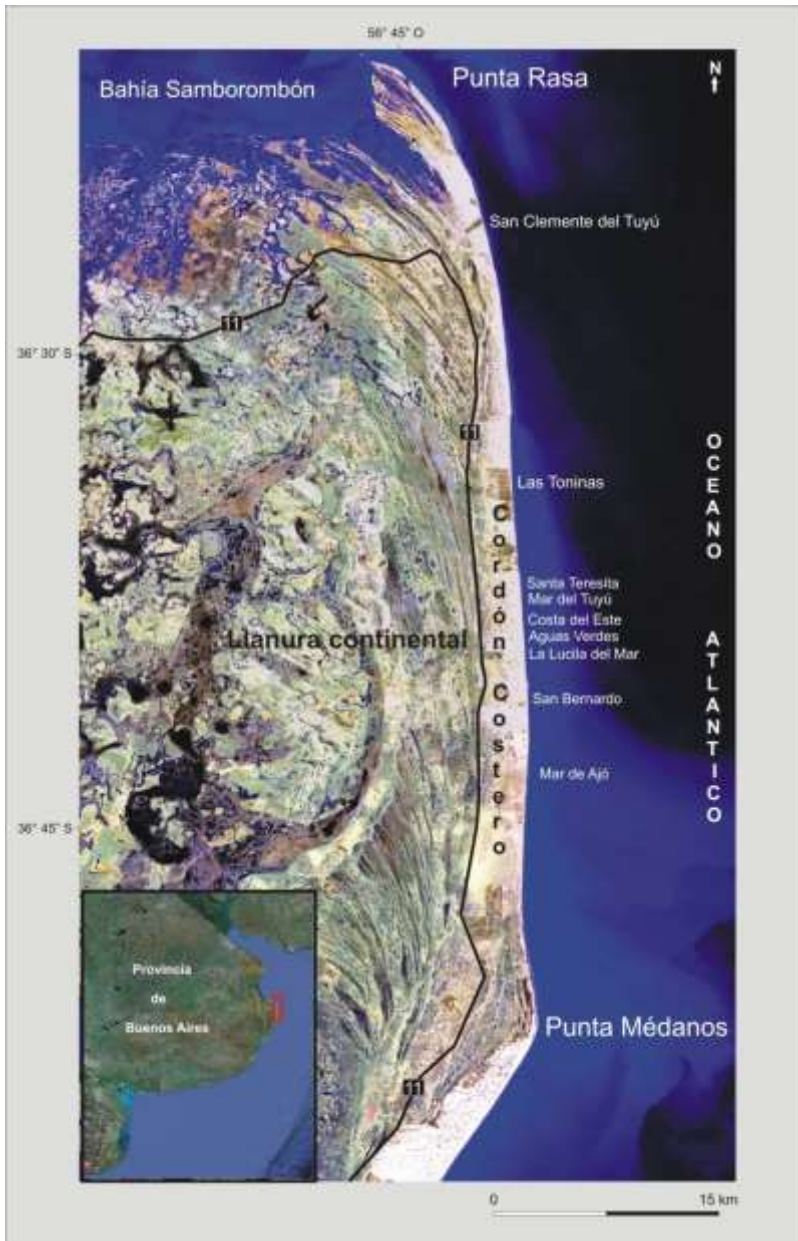 56° 45" O
Bahía Samborombón
Punta Rasa
N
San Clemente del Tuyú
11
36° 30" S
11
OCEANO ATLANTICO
Las Toninas
Cordón Costero
Santa Teresita
Mar del Tuyú
Costa del Este
Aguas Verdes
La Lucila del Mar
Llanura continental
San Bernardo
Mar de Ajó
36° 45" S
Provincia
de
Buenos Aires
Punta Médanos
11
0 15 km